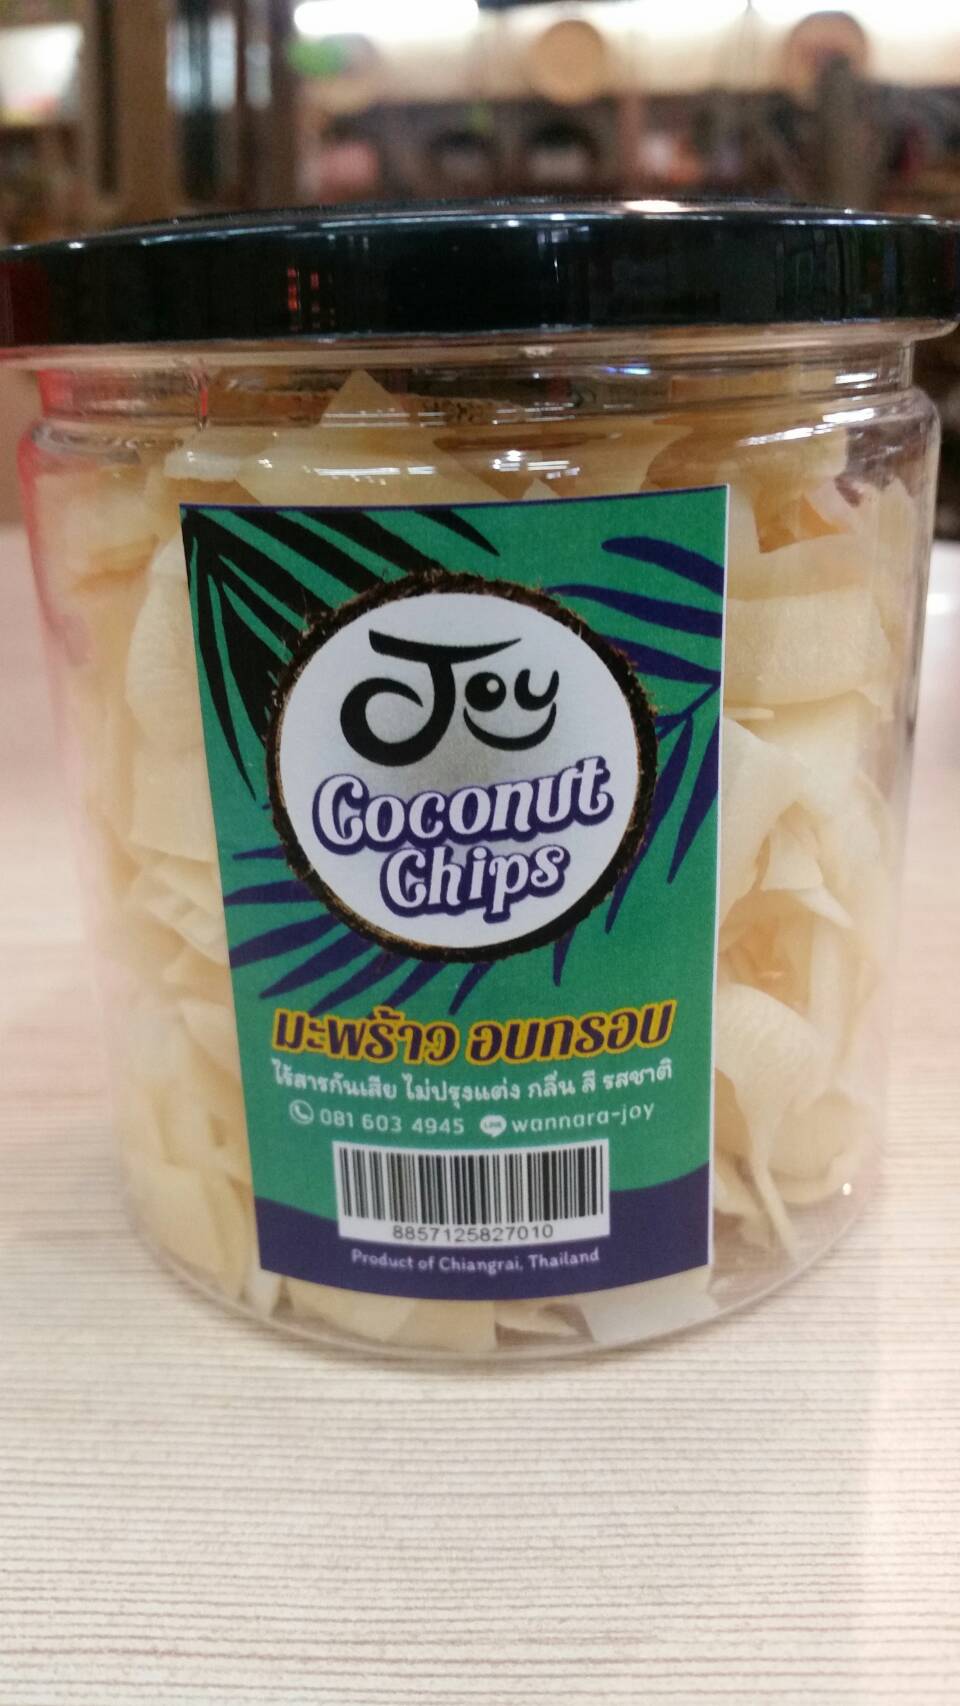 Joy
Coconut
Chips
มะพร้าว อบกรอบ
ไร้สารกันเสีย ไม่ปรุงแต่ง กลิ่น สี รสชาติ
081 603 4945 LINE wannara-joy
8857125827010
Product of Chiangrai, Thailand